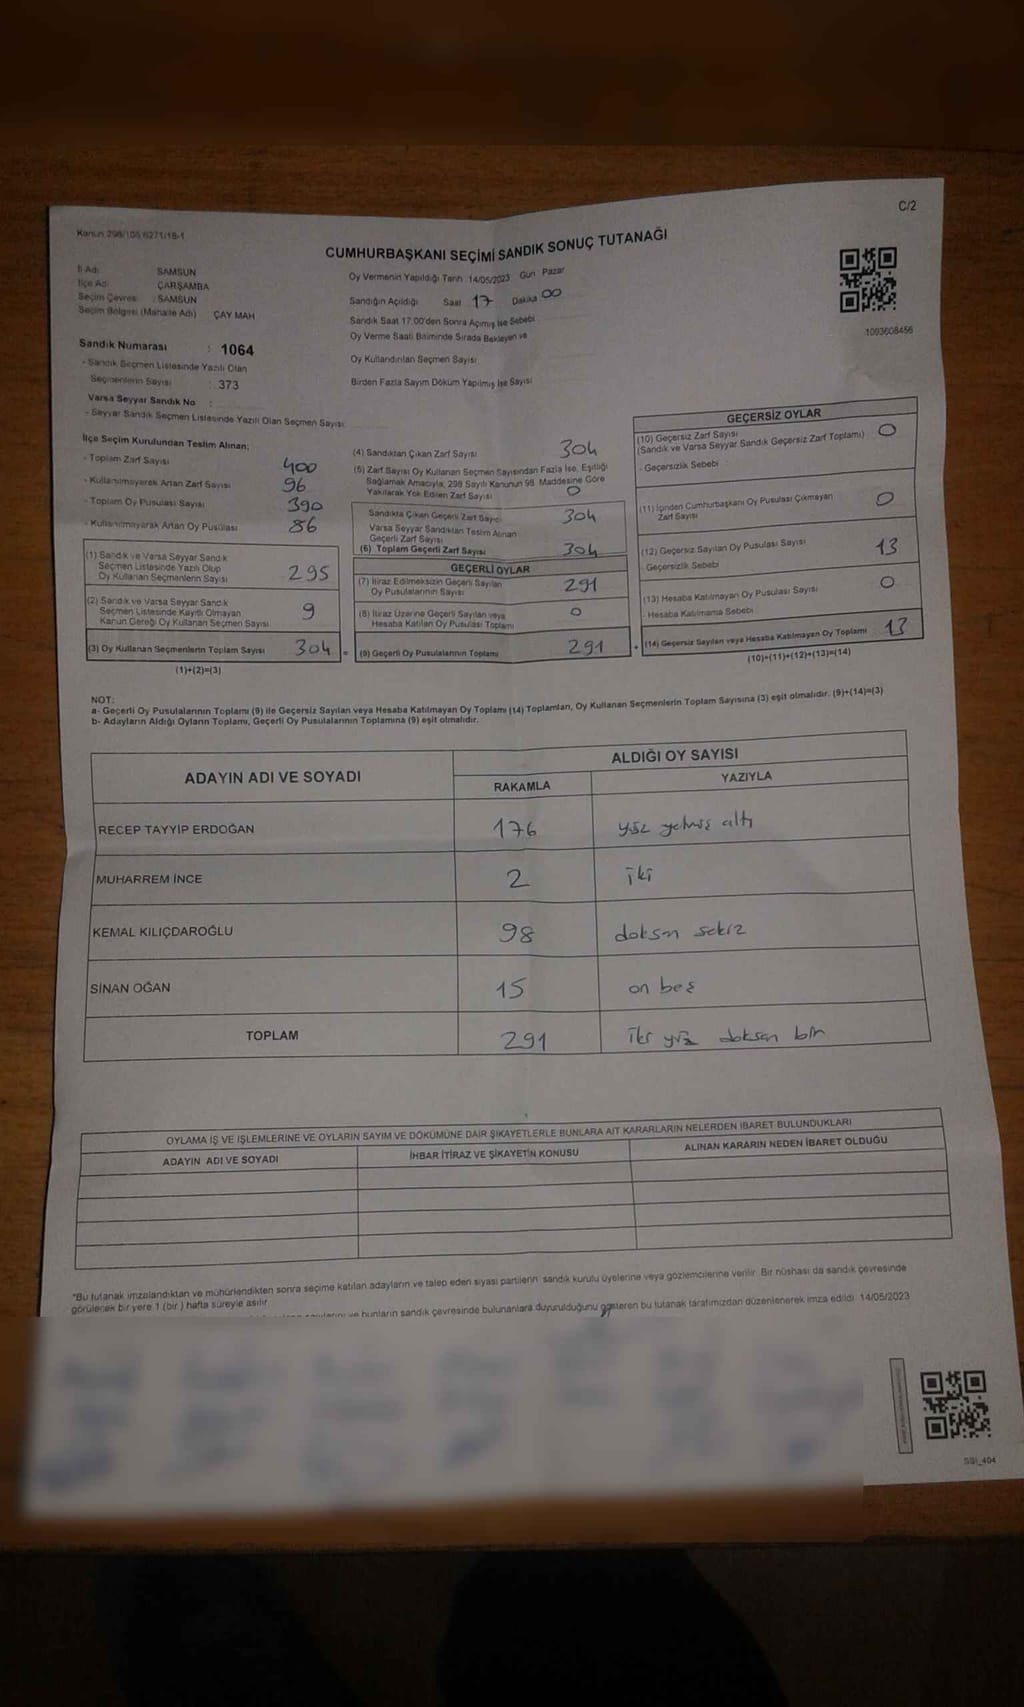 C/2
Kanun 298/105 6271/18-1
CUMHURBAŞKANI SEÇİMİ SANDIK SONUÇ TUTANAĞI
İl Adı SAMSUN
İlçe Adı ÇARŞAMBA
Seçim Çevresi : SAMSUN
Seçim Bölgesi (Mahalle Adı) ÇAY MAH
Sandık Numarası : 1064
- Sandık Seçmen Listesinde Yazılı Olan
Seçmenlerin Sayısı : 373
Varsa Seyyar Sandık No :
- Seyyar Sandık Seçmen Listesinde Yazılı Olan Seçmen Sayısı:
Oy Vermenin Yapıldığı Tarih 14/05/2023 Gün Pazar
Sandığın Açıldığı Saat 17 Dakika 00
Sandık Saat 17.00'den Sonra Açımış İse Sebebi
Oy Verme Saati Bitiminde Sırada Bekleyen ve
Oy Kullandırılan Seçmen Sayısı
Birden Fazla Sayım Döküm Yapılmış İse Sayısı
1093608456
İlçe Seçim Kurulundan Teslim Alınan;
- Toplam Zarf Sayısı 400
- Kullanılmayarak Artan Zarf Sayısı 96
- Toplam Oy Pusulası Sayısı 390
- Kullanılmayarak Artan Oy Pusulası 86
(1) Sandık ve Varsa Seyyar Sandık
Seçmen Listesinde Yazılı Olup
Oy Kullanan Seçmenlerin Sayısı 295
(2) Sandık ve Varsa Seyyar Sandık
Seçmen Listesinde Kayıtlı Olmayan
Kanun Gereği Oy Kullanan Seçmen Sayısı 9
(3) Oy Kullanan Seçmenlerin Toplam Sayısı 304 =
(1)+(2)=(3)
(4) Sandıktan Çıkan Zarf Sayısı 304
(5) Zarf Sayısı Oy Kullanan Seçmen Sayısından Fazla İse, Eşitliği
Sağlamak Amacıyla, 298 Sayılı Kanunun 98. Maddesine Göre
Yakılarak Yok Edilen Zarf Sayısı 0
Sandıkta Çıkan Geçerli Zarf Sayısı 304
Varsa Seyyar Sandıktan Teslim Alınan
Geçerli Zarf Sayısı
(6) Toplam Geçerli Zarf Sayısı 304
GEÇERLİ OYLAR
(7) İtiraz Edilmeksizin Geçerli Sayılan
Oy Pusulalarının Sayısı 291
(8) İtiraz Üzerine Geçerli Sayılan veya
Hesaba Katılan Oy Pusulası Toplamı 0
(9) Geçerli Oy Pusulalarının Toplamı 291 +
GEÇERSİZ OYLAR
(10) Geçersiz Zarf Sayısı
(Sandık ve Varsa Seyyar Sandık Geçersiz Zarf Toplamı) 0
- Geçersizlik Sebebi :
(11) İçinden Cumhurbaşkanı Oy Pusulası Çıkmayan
Zarf Sayısı 0
(12) Geçersiz Sayılan Oy Pusulası Sayısı 13
Geçersizlik Sebebi
(13) Hesaba Katılmayan Oy Pusulası Sayısı 0
- Hesaba Katılmama Sebebi
(14) Geçersiz Sayılan veya Hesaba Katılmayan Oy Toplamı 13
(10)+(11)+(12)+(13)=(14)
NOT:
a- Geçerli Oy Pusulalarının Toplamı (9) ile Geçersiz Sayılan veya Hesaba Katılmayan Oy Toplamı (14) Toplamları, Oy Kullanan Seçmenlerin Toplam Sayısına (3) eşit olmalıdır. (9)+(14)=(3)
b- Adayların Aldığı Oyların Toplamı, Geçerli Oy Pusulalarının Toplamına (9) eşit olmalıdır.
ADAYIN ADI VE SOYADI
ALDIĞI OY SAYISI
RAKAMLA YAZIYLA
RECEP TAYYİP ERDOĞAN 176 yüz yetmiş altı
MUHARREM İNCE 2 iki
KEMAL KILIÇDAROĞLU 98 doksan sekiz
SİNAN OĞAN 15 on beş
TOPLAM 291 iki yüz doksan bir
OYLAMA İŞ VE İŞLEMLERİNE VE OYLARIN SAYIM VE DÖKÜMÜNE DAİR ŞİKAYETLERLE BUNLARA AİT KARARLARIN NELERDEN İBARET BULUNDUKLARI
ADAYIN ADI VE SOYADI İHBAR İTİRAZ VE ŞİKAYETİN KONUSU ALINAN KARARIN NEDEN İBARET OLDUĞU
*Bu tutanak imzalandıktan ve mühürlendikten sonra seçime katılan adayların ve talep eden siyasi partilerin sandık kurulu üyelerine veya gözlemcilerine verilir. Bir nüshası da sandık çevresinde
görülecek bir yere 1 (bir ) hafta süreyle asılır.
ve bunların sandık çevresinde bulunanlara duyurulduğunu gösteren bu tutanak tarafımızdan düzenlenerek imza edildi. 14/05/2023
SSI_404